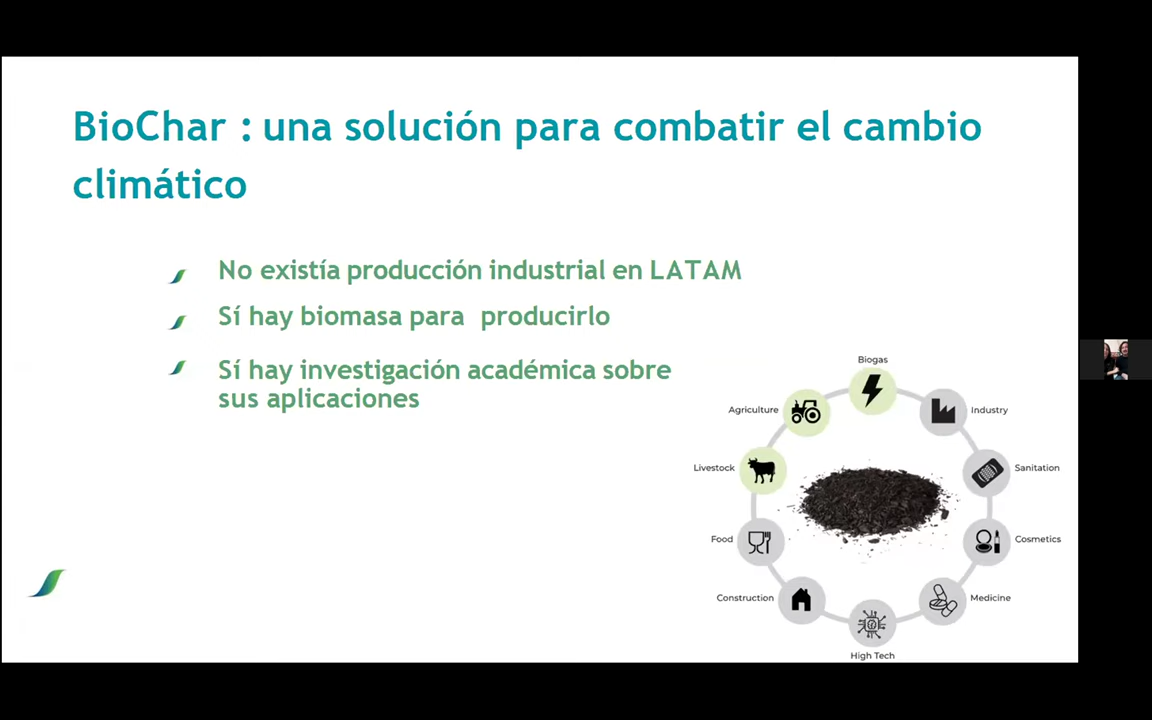 BioChar : una solución para combatir el cambio
climático
No existía producción industrial en LATAM
Sí hay biomasa para producirlo
Sí hay investigación académica sobre
sus aplicaciones
Biogas
Agriculture
Industry
Livestock
Sanitation
Food
Cosmetics
Construction
Medicine
High Tech